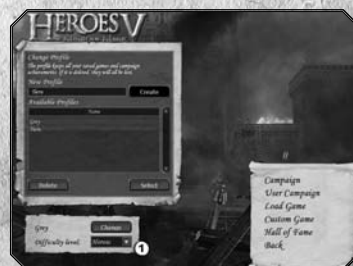 HEROES V
Change Profile
The profile keeps all your saved games and campaign
achievements. If it is deleted, they will all be lost.
New Profile
Create
Available Profiles
Name
Grey
Delete
Select
Grey
Change
Difficulty level:
1
Campaign
User Campaign
Load Game
Custom Game
Hall of Fame
Back